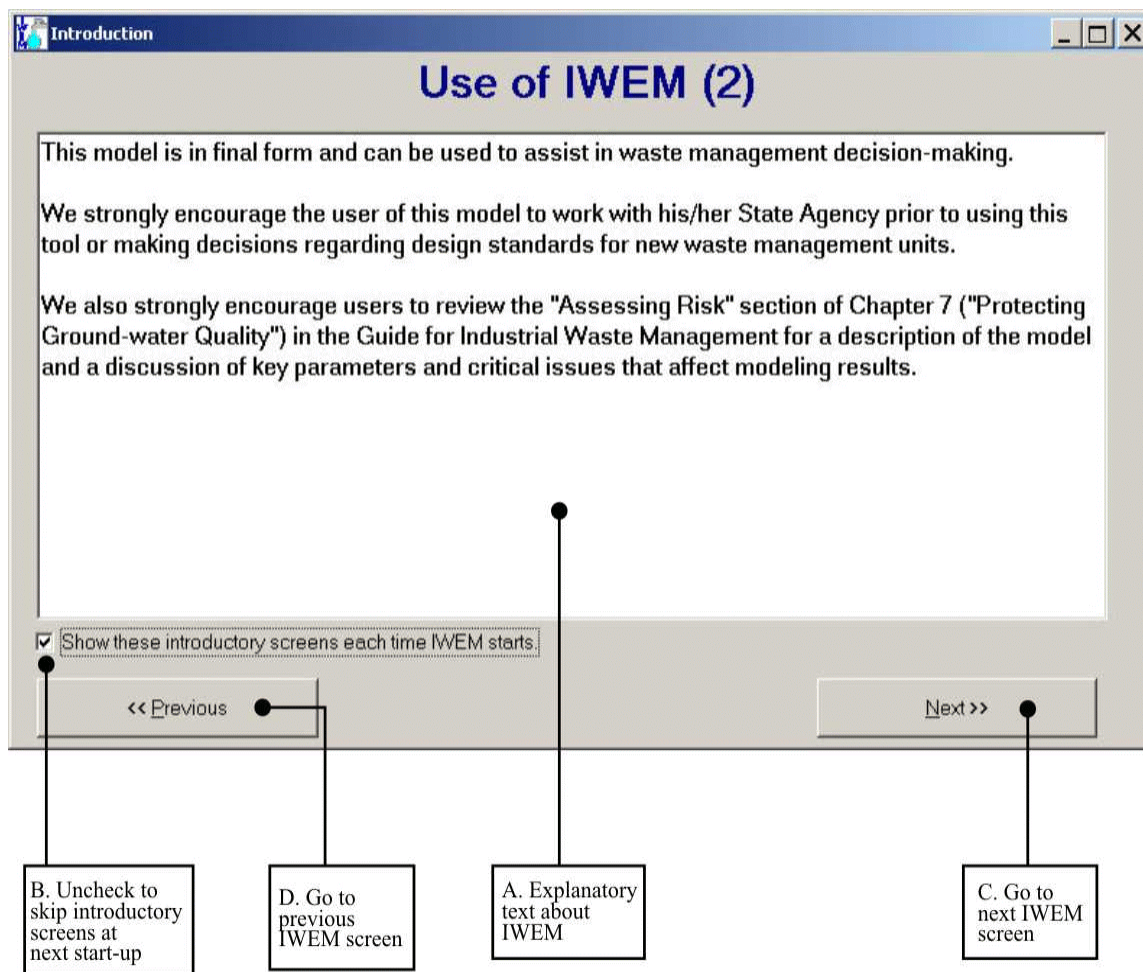 Introduction
Use of IWEM (2)
This model is in final form and can be used to assist in waste management decision-making.
We strongly encourage the user of this model to work with his/her State Agency prior to using this
tool or making decisions regarding design standards for new waste management units.
We also strongly encourage users to review the "Assessing Risk" section of Chapter 7 ("Protecting
Ground-water Quality") in the Guide for Industrial Waste Management for a description of the model
and a discussion of key parameters and critical issues that affect modeling results.
Show these introductory screens each time IWEM starts.
<< Previous
Next >>
B. Uncheck to
skip introductory
screens at
next start-up
D. Go to
previous
IWEM screen
A. Explanatory
text about
IWEM
C. Go to
next IWEM
screen